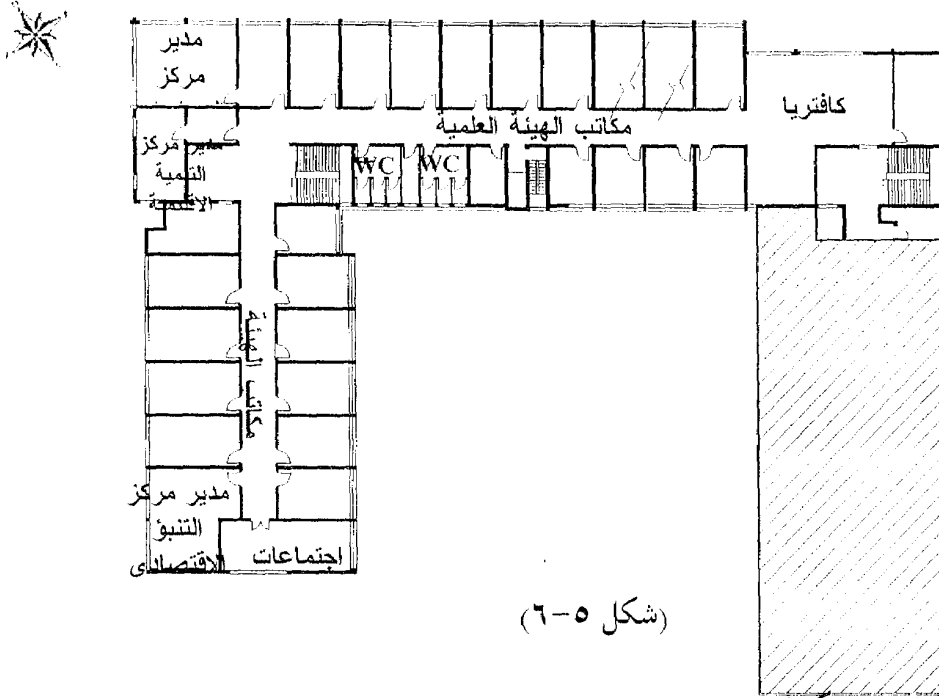 مدير
مركز
كافتريا
مكاتب الهيئة العلمية
مدير مركز
التنمية
الاقليمية
WC WC
مكاتب الهيئة
مدير مركز
التنبؤ
الاقتصادى
اجتماعات
(شكل ٥-٦)